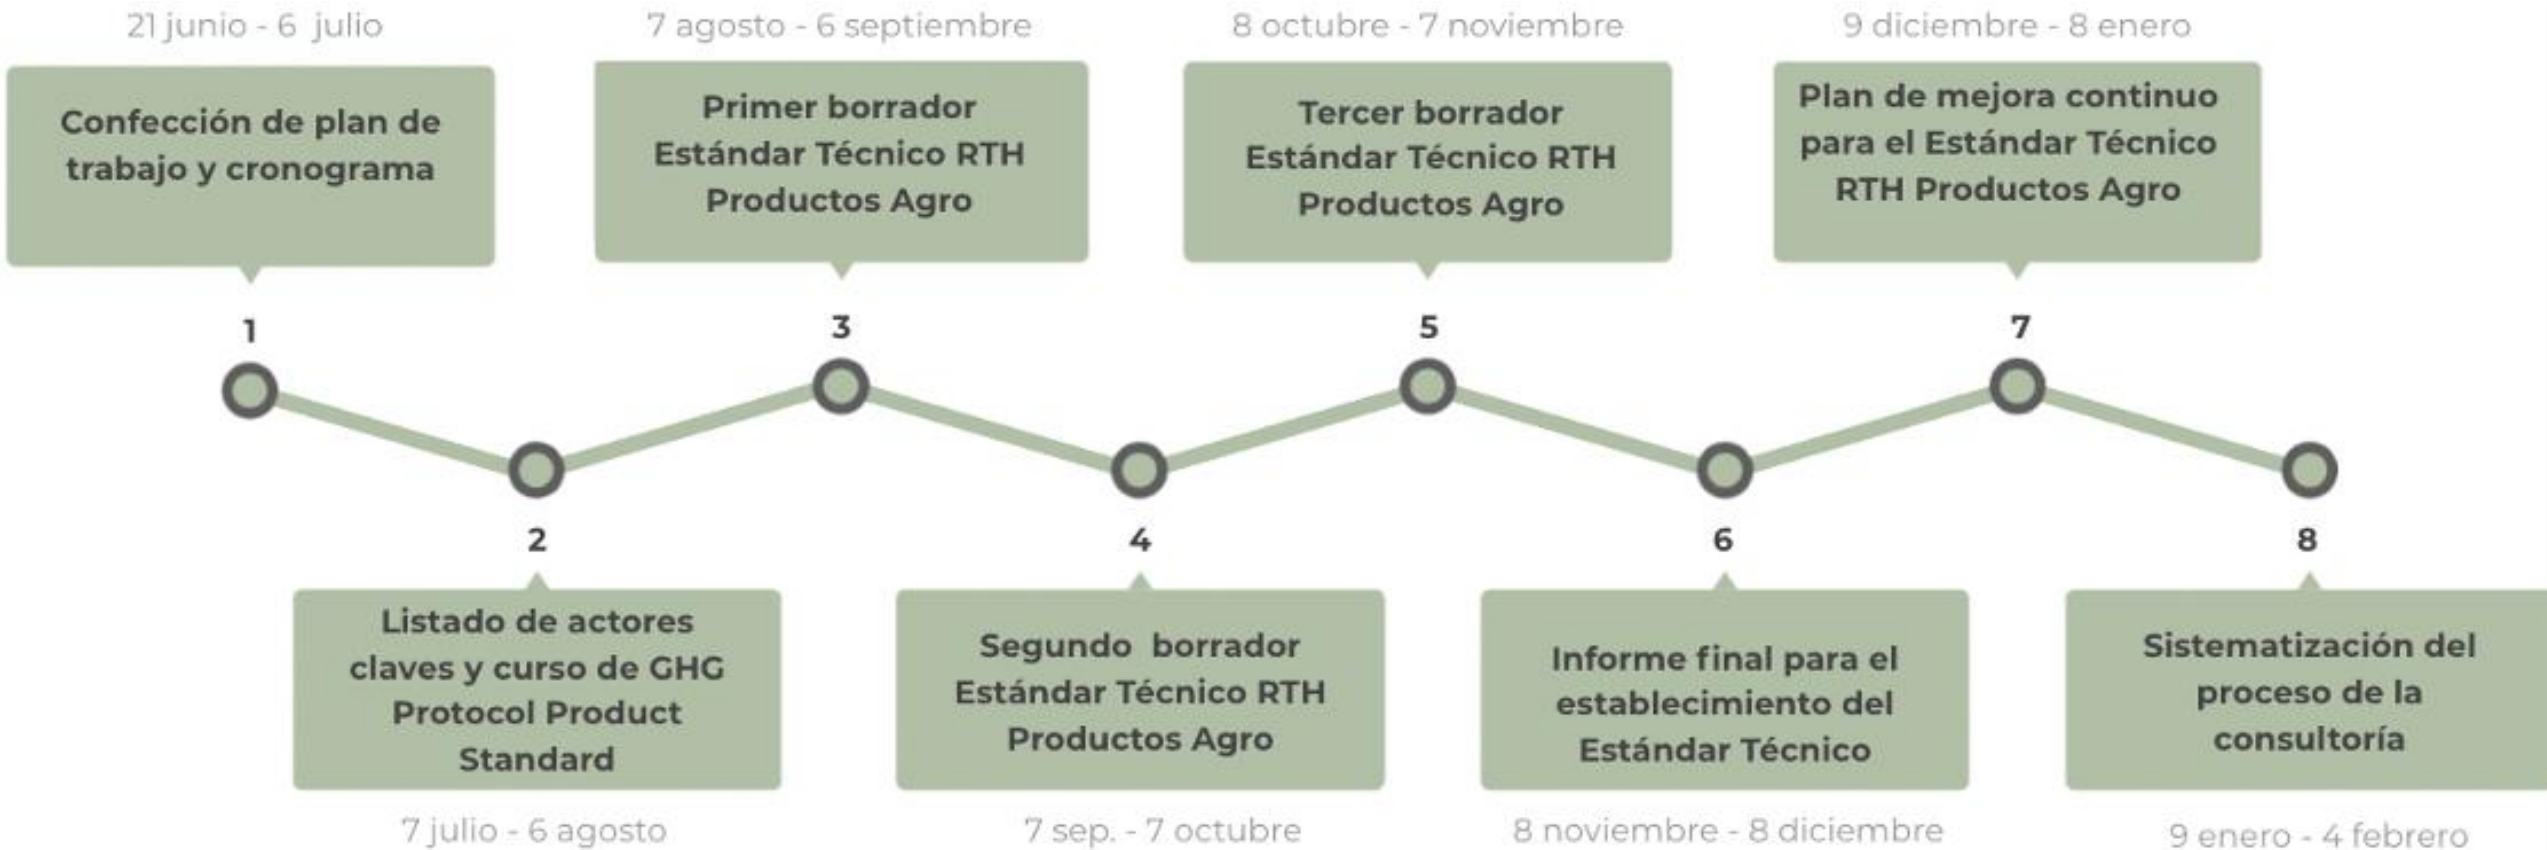 21 junio - 6 julio
Confección de plan de
trabajo y cronograma
1
7 julio - 6 agosto
Listado de actores
claves y curso de GHG
Protocol Product
Standard
2
7 agosto - 6 septiembre
Primer borrador
Estándar Técnico RTH
Productos Agro
3
7 sep. - 7 octubre
Segundo borrador
Estándar Técnico RTH
Productos Agro
4
8 octubre - 7 noviembre
Tercer borrador
Estándar Técnico RTH
Productos Agro
5
8 noviembre - 8 diciembre
Informe final para el
establecimiento del
Estándar Técnico
6
9 diciembre - 8 enero
Plan de mejora continuo
para el Estándar Técnico
RTH Productos Agro
7
9 enero - 4 febrero
Sistematización del
proceso de la
consultoría
8